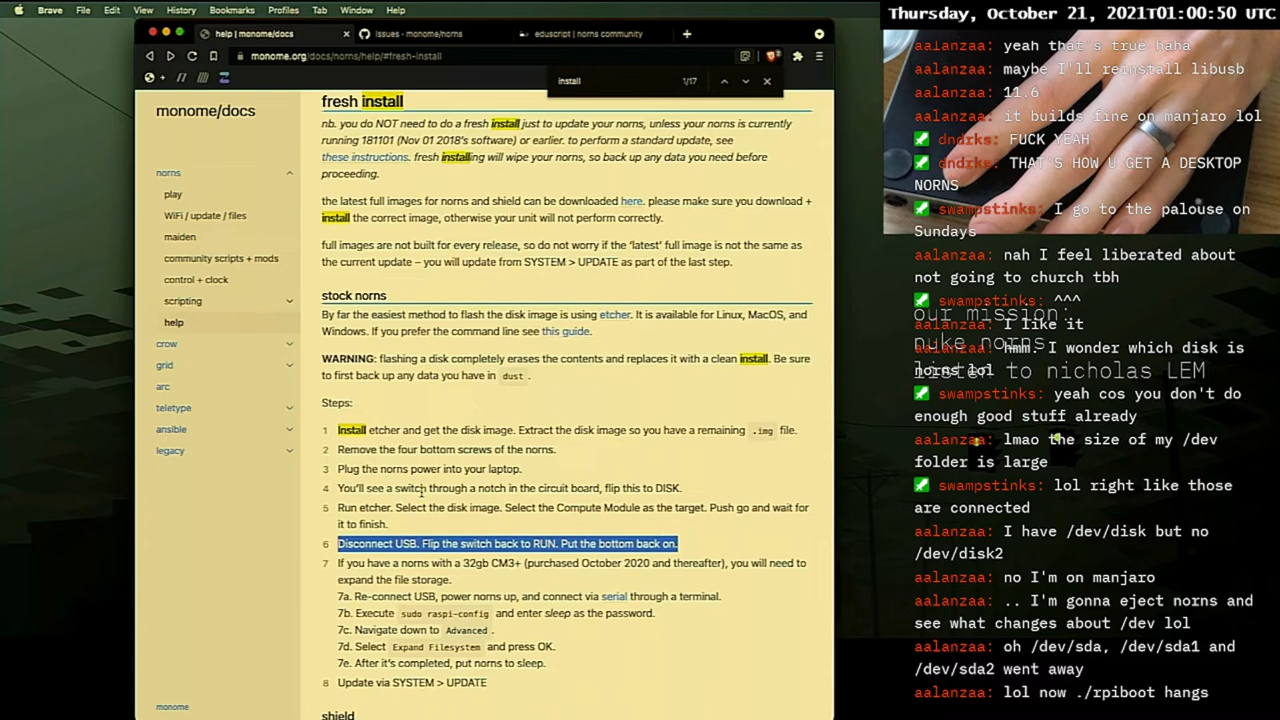 Brave File Edit View History Bookmarks Profiles Tab Window Help
help | monome/docs
Issues - monome/norns
eduscript | norns community
monome.org/docs/norns/help/#fresh-install
install 1/17
monome/docs
norns
play
WiFi / update / files
maiden
community scripts + mods
control + clock
scripting
help
crow
grid
arc
teletype
ansible
legacy
monome
fresh install
nb. you do NOT need to do a fresh install just to update your norns, unless your norns is currently
running 181101 (Nov 01 2018's software) or earlier. to perform a standard update, see
these instructions. fresh installing will wipe your norns, so back up any data you need before
proceeding.
the latest full images for norns and shield can be downloaded here. please make sure you download +
install the correct image, otherwise your unit will not perform correctly.
full images are not built for every release, so do not worry if the 'latest' full image is not the same as
the current update – you will update from SYSTEM > UPDATE as part of the last step.
stock norns
By far the easiest method to flash the disk image is using etcher. It is available for Linux, MacOS, and
Windows. If you prefer the command line see this guide.
WARNING: flashing a disk completely erases the contents and replaces it with a clean install. Be sure
to first back up any data you have in dust.
Steps:
1 Install etcher and get the disk image. Extract the disk image so you have a remaining .img file.
2 Remove the four bottom screws of the norns.
3 Plug the norns power into your laptop.
4 You'll see a switch through a notch in the circuit board, flip this to DISK.
5 Run etcher. Select the disk image. Select the Compute Module as the target. Push go and wait for
it to finish.
6 Disconnect USB. Flip the switch back to RUN. Put the bottom back on.
7 If you have a norns with a 32gb CM3+ (purchased October 2020 and thereafter), you will need to
expand the file storage.
7a. Re-connect USB, power norns up, and connect via serial through a terminal.
7b. Execute sudo raspi-config and enter sleep as the password.
7c. Navigate down to Advanced.
7d. Select Expand Filesystem and press OK.
7e. After it's completed, put norns to sleep.
8 Update via SYSTEM > UPDATE
shield
Thursday, October 21, 2021T01:00:50 UTC
aalanzaa: yeah that's true haha
aalanzaa: maybe I'll reinstall libusb
aalanzaa: 11.6
aalanzaa: it builds fine on manjaro lol
dndrks: FUCK YEAH
dndrks: THAT'S HOW U GET A DESKTOP
NORNS
swampstinks: I go to the palouse on
Sundays
aalanzaa: nah I feel liberated about
not going to church tbh
swampstinks: ^^^
our mission:
aalanzaa: I like it
nuke norns
aalanzaa: hmm. I wonder which disk is
norns lol
listen to nicholas LEM
swampstinks: yeah cos you don't do
enough good stuff already
aalanzaa: lmao the size of my /dev
folder is large
swampstinks: lol right like those
are connected
aalanzaa: I have /dev/disk but no
/dev/disk2
aalanzaa: no I'm on manjaro
aalanzaa: .. I'm gonna eject norns and
see what changes about /dev lol
aalanzaa: oh /dev/sda, /dev/sda1 and
/dev/sda2 went away
aalanzaa: lol now ./rpiboot hangs